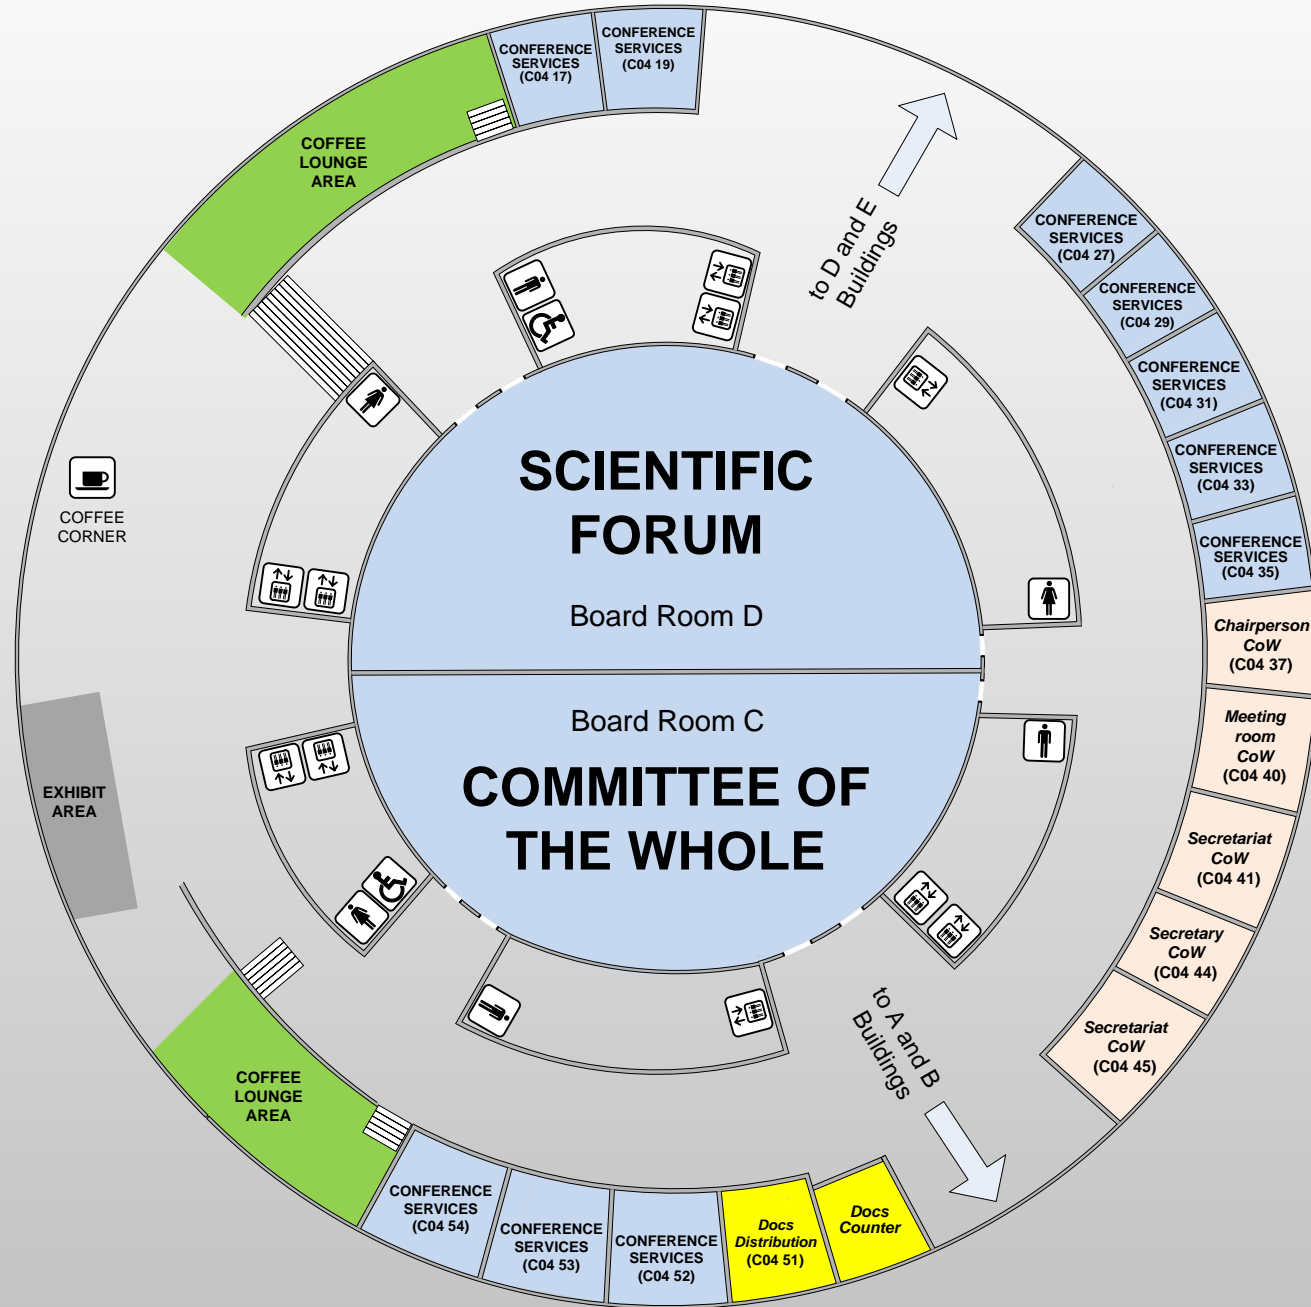 CONFERENCE
SERVICES
(C04 17)
CONFERENCE
SERVICES
(C04 19)
COFFEE
LOUNGE
AREA
to D and E
Buildings
CONFERENCE
SERVICES
(C04 27)
CONFERENCE
SERVICES
(C04 29)
CONFERENCE
SERVICES
(C04 31)
CONFERENCE
SERVICES
(C04 33)
CONFERENCE
SERVICES
(C04 35)
COFFEE
CORNER
SCIENTIFIC
FORUM
Board Room D
Board Room C
COMMITTEE OF
THE WHOLE
Chairperson
CoW
(C04 37)
Meeting
room
CoW
(C04 40)
Secretariat
CoW
(C04 41)
Secretary
CoW
(C04 44)
Secretariat
CoW
(C04 45)
EXHIBIT
AREA
to A and B
Buildings
COFFEE
LOUNGE
AREA
CONFERENCE
SERVICES
(C04 54)
CONFERENCE
SERVICES
(C04 53)
CONFERENCE
SERVICES
(C04 52)
Docs
Distribution
(C04 51)
Docs
Counter